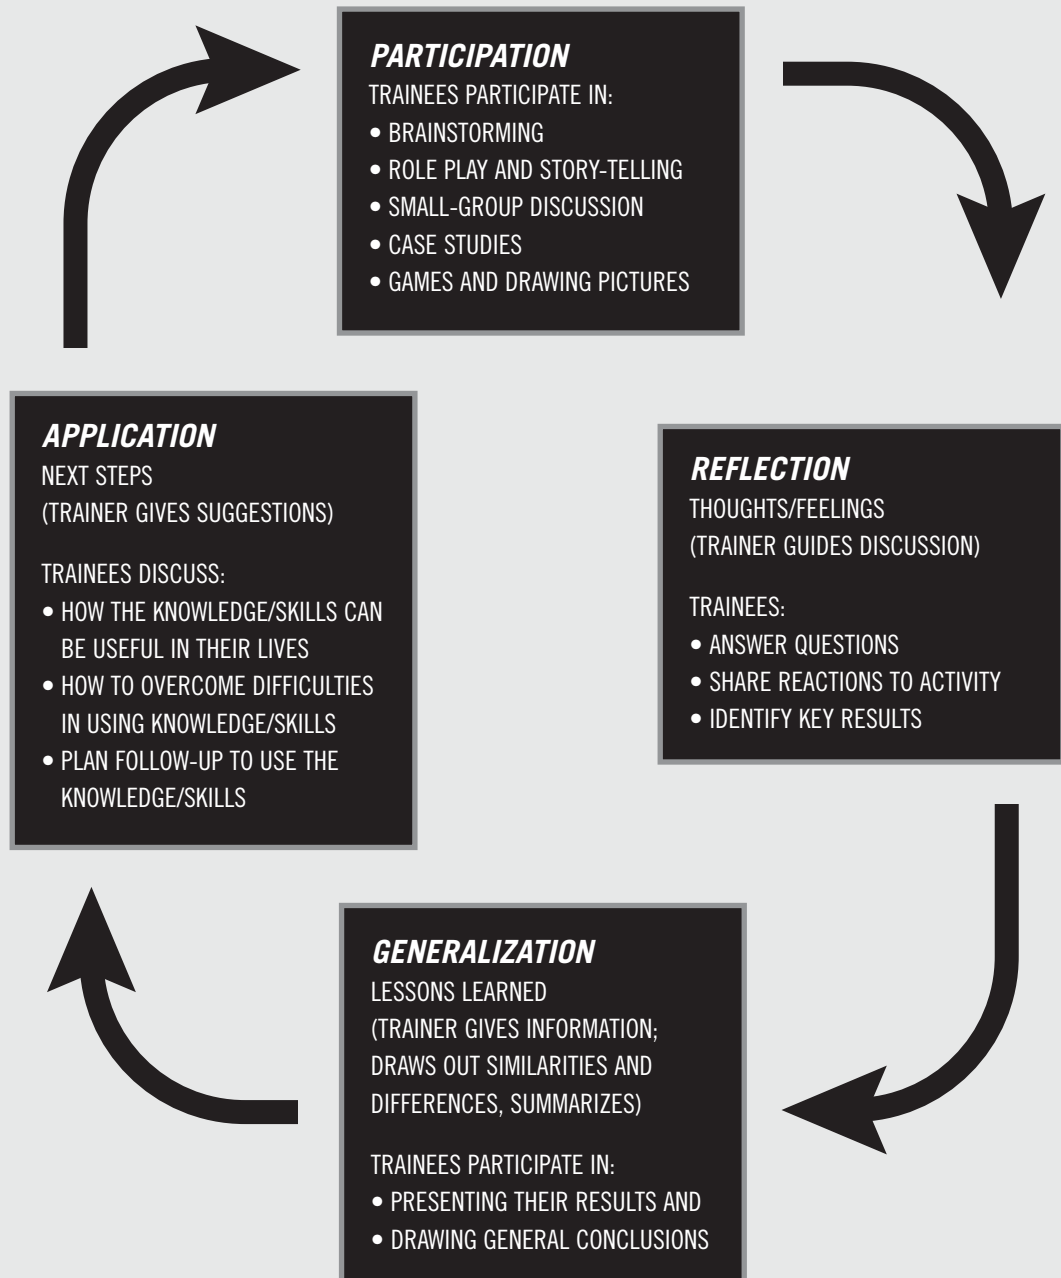 PARTICIPATION
TRAINEES PARTICIPATE IN:
• BRAINSTORMING
• ROLE PLAY AND STORY-TELLING
• SMALL-GROUP DISCUSSION
• CASE STUDIES
• GAMES AND DRAWING PICTURES
REFLECTION
THOUGHTS/FEELINGS
(TRAINER GUIDES DISCUSSION)
TRAINEES:
• ANSWER QUESTIONS
• SHARE REACTIONS TO ACTIVITY
• IDENTIFY KEY RESULTS
GENERALIZATION
LESSONS LEARNED
(TRAINER GIVES INFORMATION;
DRAWS OUT SIMILARITIES AND
DIFFERENCES, SUMMARIZES)
TRAINEES PARTICIPATE IN:
• PRESENTING THEIR RESULTS AND
• DRAWING GENERAL CONCLUSIONS
APPLICATION
NEXT STEPS
(TRAINER GIVES SUGGESTIONS)
TRAINEES DISCUSS:
• HOW THE KNOWLEDGE/SKILLS CAN
BE USEFUL IN THEIR LIVES
• HOW TO OVERCOME DIFFICULTIES
IN USING KNOWLEDGE/SKILLS
• PLAN FOLLOW-UP TO USE THE
KNOWLEDGE/SKILLS